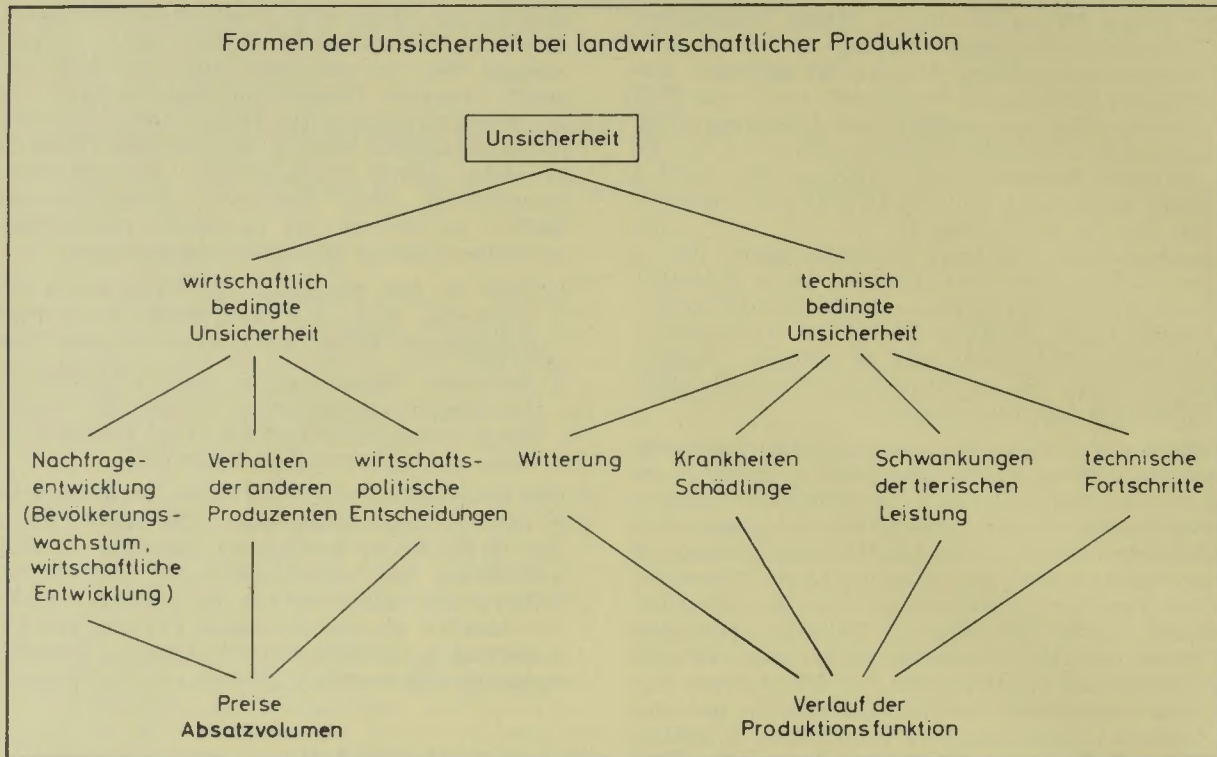 Formen der Unsicherheit bei landwirtschaftlicher Produktion
Unsicherheit
wirtschaftlich
bedingte
Unsicherheit
technisch
bedingte
Unsicherheit
Nachfrage-
entwicklung
(Bevölkerungs-
wachstum,
wirtschaftliche
Entwicklung)
Verhalten
der anderen
Produzenten
wirtschafts-
politische
Entscheidungen
Witterung
Krankheiten
Schädlinge
Schwankungen
der tierischen
Leistung
technische
Fortschritte
Preise
Absatzvolumen
Verlauf der
Produktionsfunktion